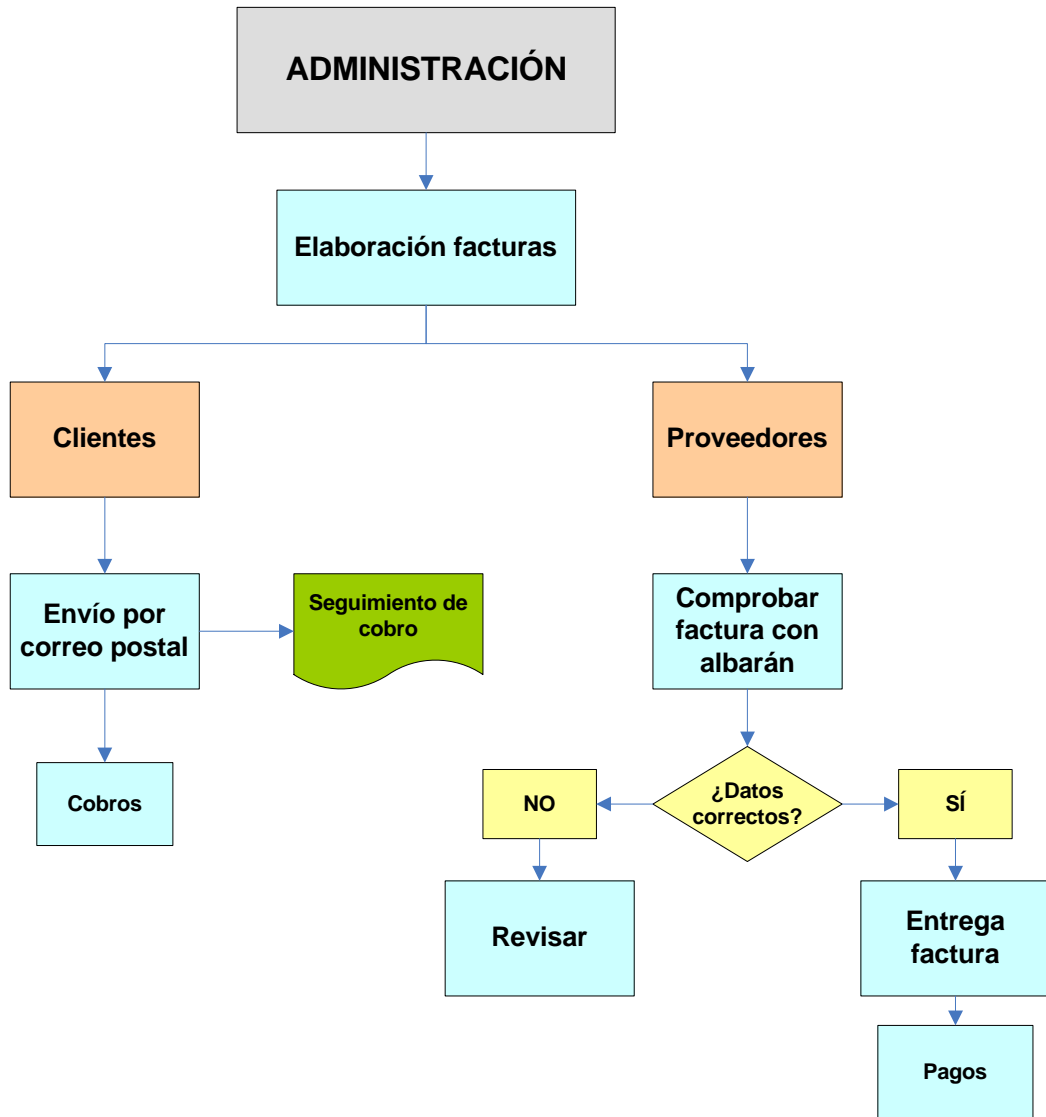 ADMINISTRACIÓN
Elaboración facturas
Clientes
Proveedores
Envío por
correo postal
Seguimiento de
cobro
Comprobar
factura con
albarán
Cobros
NO
¿Datos
correctos?
SÍ
Revisar
Entrega
factura
Pagos